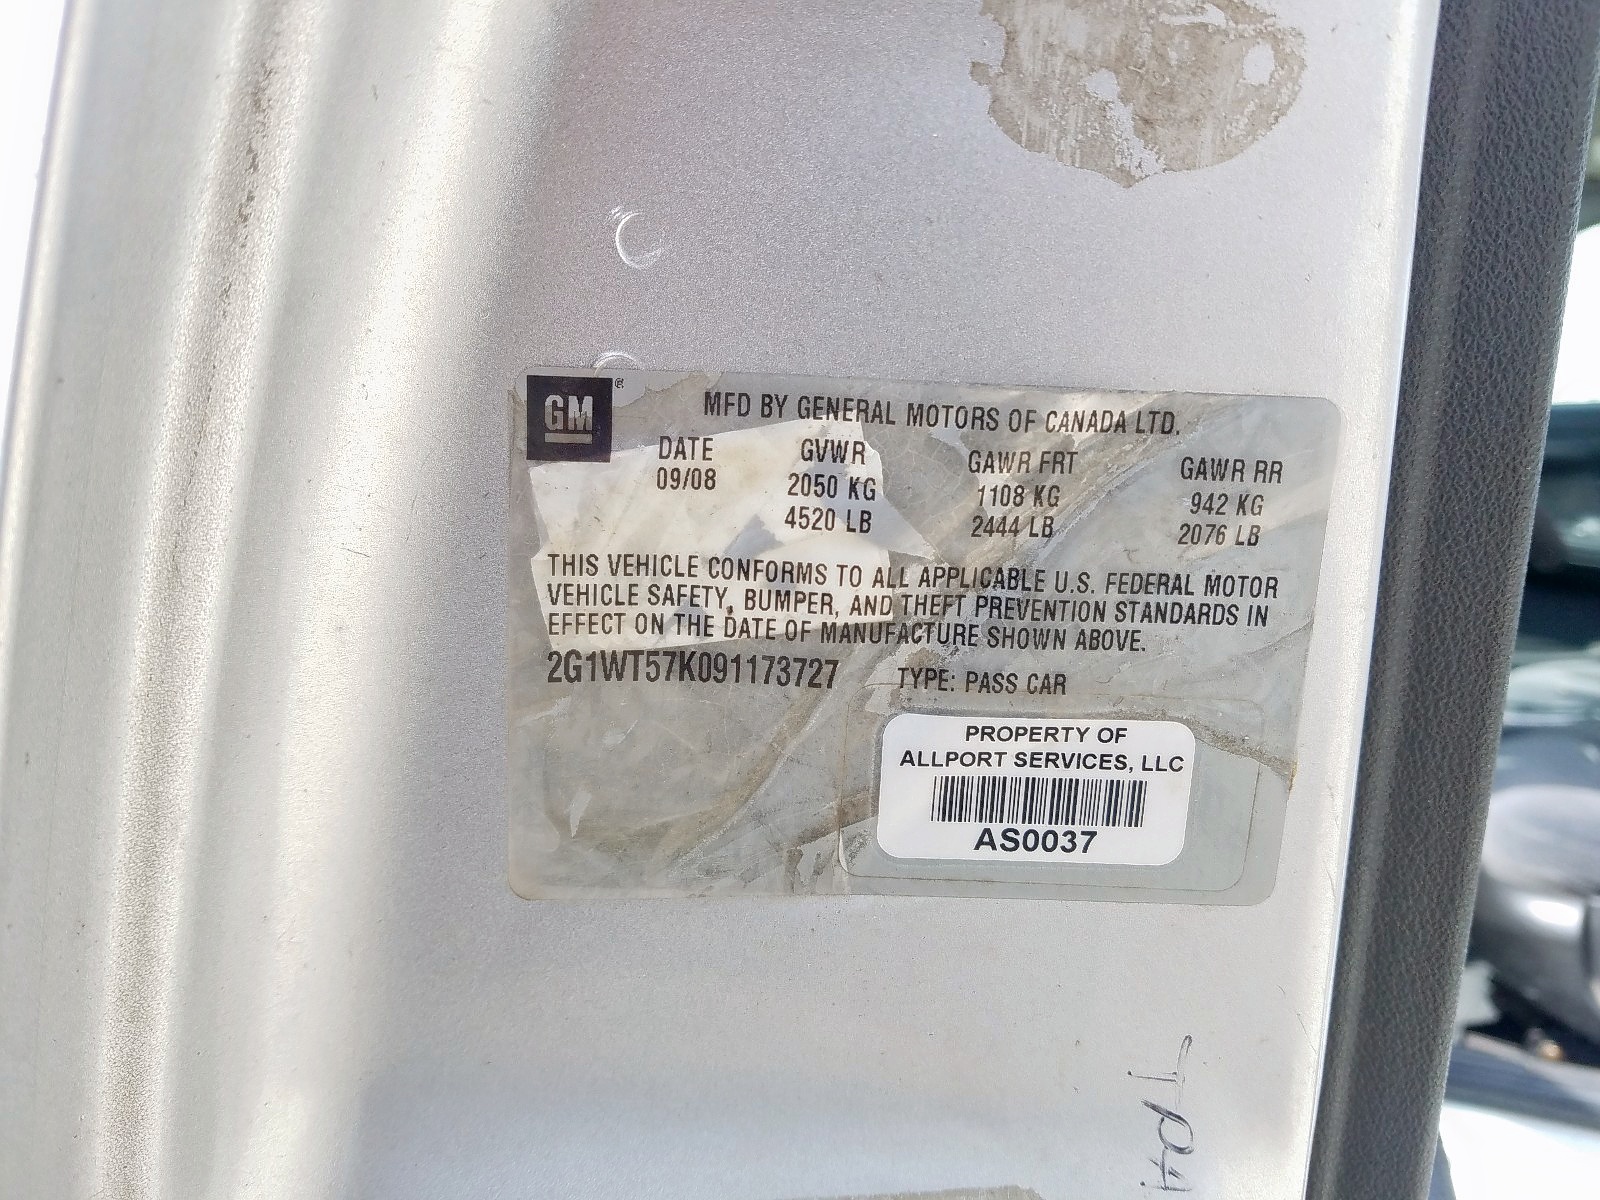 GM
MFD BY GENERAL MOTORS OF CANADA LTD.
DATE GVWR GAWR FRT GAWR RR
09/08 2050 KG 1108 KG 942 KG
4520 LB 2444 LB 2076 LB
THIS VEHICLE CONFORMS TO ALL APPLICABLE U.S. FEDERAL MOTOR
VEHICLE SAFETY, BUMPER, AND THEFT PREVENTION STANDARDS IN
EFFECT ON THE DATE OF MANUFACTURE SHOWN ABOVE.
2G1WT57K091173727 TYPE: PASS CAR
PROPERTY OF
ALLPORT SERVICES, LLC
AS0037